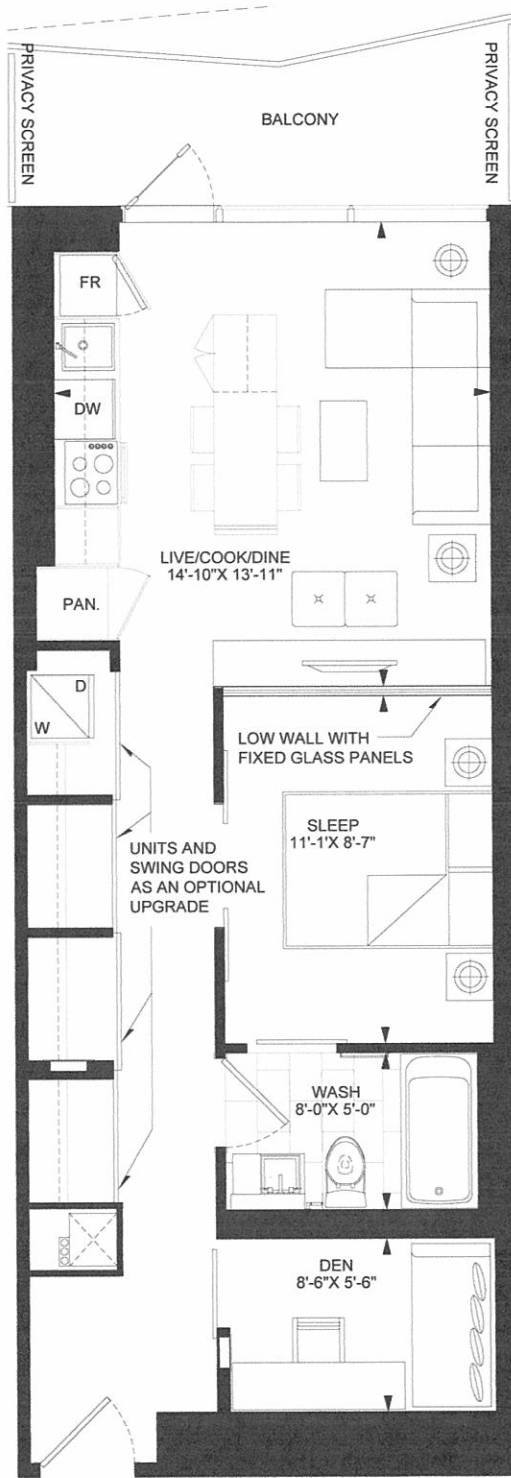 PRIVACY SCREEN
BALCONY
PRIVACY SCREEN
FR
DW
LIVE/COOK/DINE
14'-10"X 13'-11"
PAN.
D
W
LOW WALL WITH
FIXED GLASS PANELS
SLEEP
11'-1'X 8'-7"
UNITS AND
SWING DOORS
AS AN OPTIONAL
UPGRADE
WASH
8'-0"X 5'-0"
DEN
8'-6"X 5'-6"